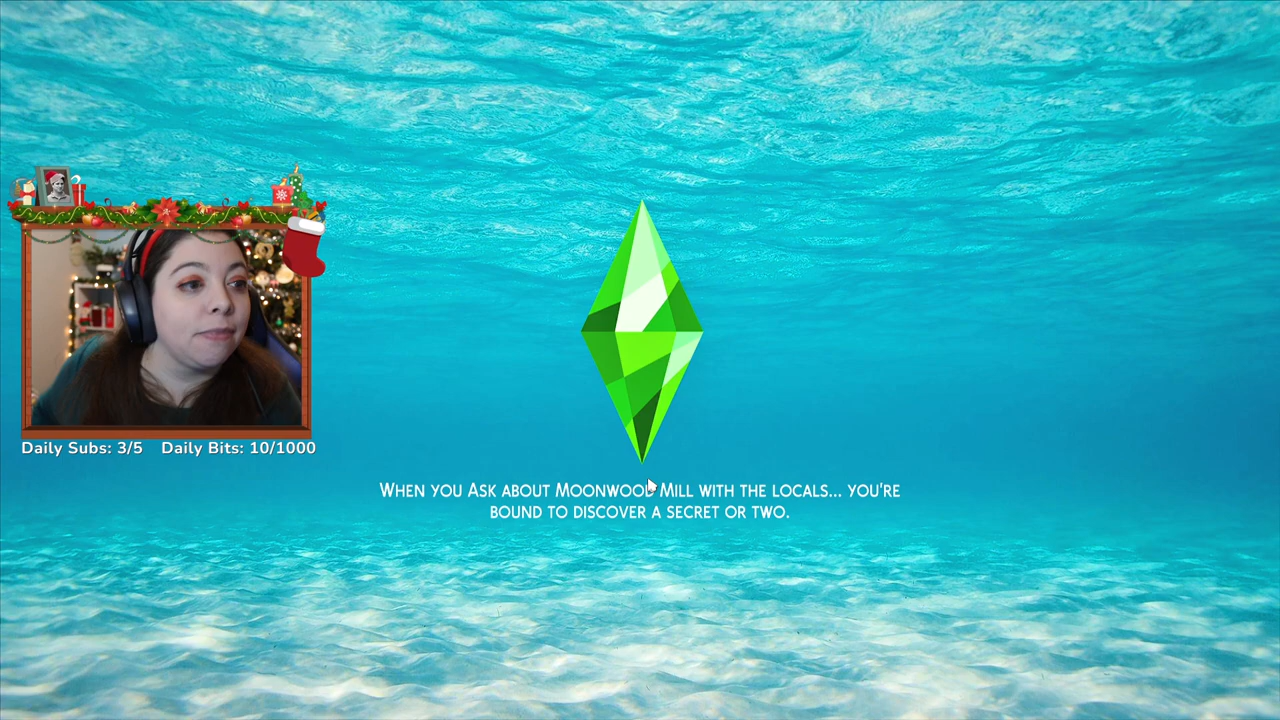 Daily Subs: 3/5 Daily Bits: 10/1000
When you Ask about Moonwood Mill with the locals... you're
bound to discover a secret or two.